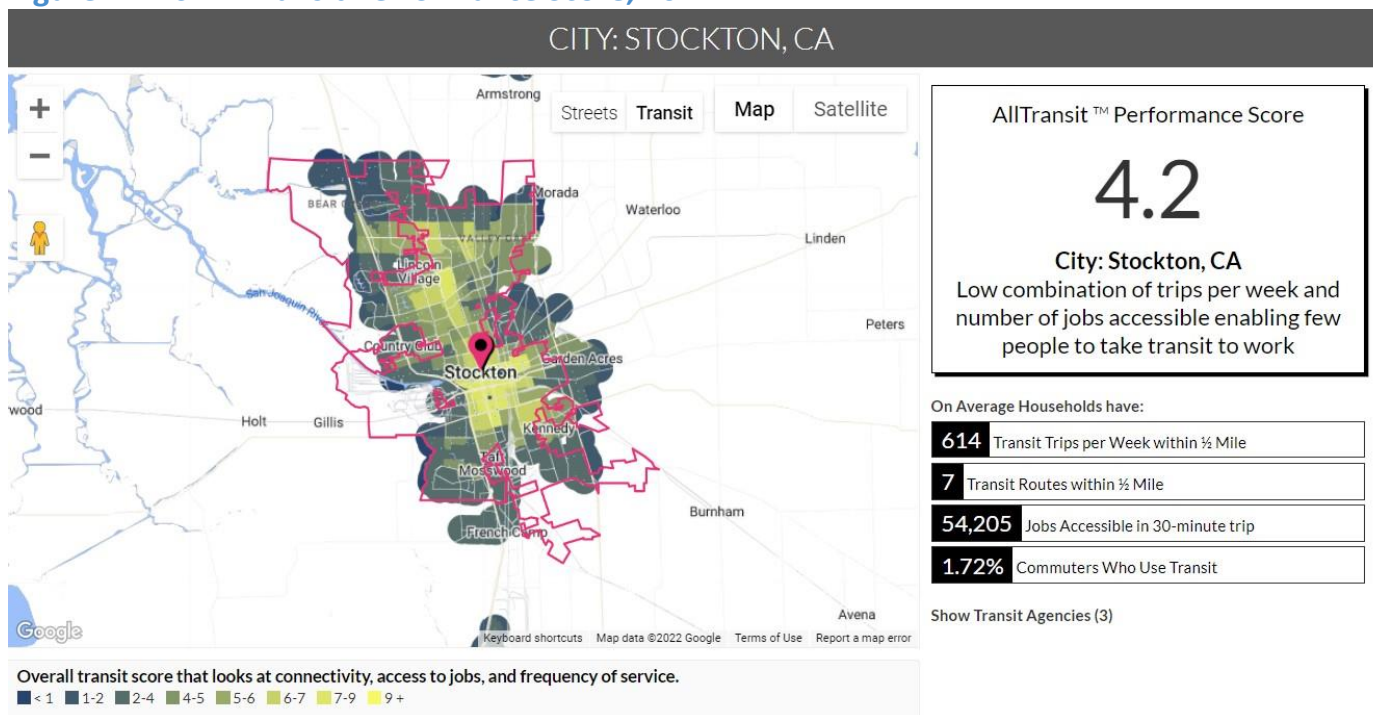 CITY: STOCKTON, CA
+
−
Armstrong
Streets Transit
Map Satellite
Morada
Waterloo
Linden
Lincoln
Village
San Joaquin River
Country Club
Peters
Garden Acres
Stockton
Holt
Gillis
Kennedy
Taft
Mosswood
Burnham
French Camp
Avena
Google
Keyboard shortcuts Map data ©2022 Google Terms of Use Report a map error
Overall transit score that looks at connectivity, access to jobs, and frequency of service.
< 1 1-2 2-4 4-5 5-6 6-7 7-9 9 +
AllTransit ™ Performance Score
4.2
City: Stockton, CA
Low combination of trips per week and
number of jobs accessible enabling few
people to take transit to work
On Average Households have:
614 Transit Trips per Week within ½ Mile
7 Transit Routes within ½ Mile
54,205 Jobs Accessible in 30-minute trip
1.72% Commuters Who Use Transit
Show Transit Agencies (3)